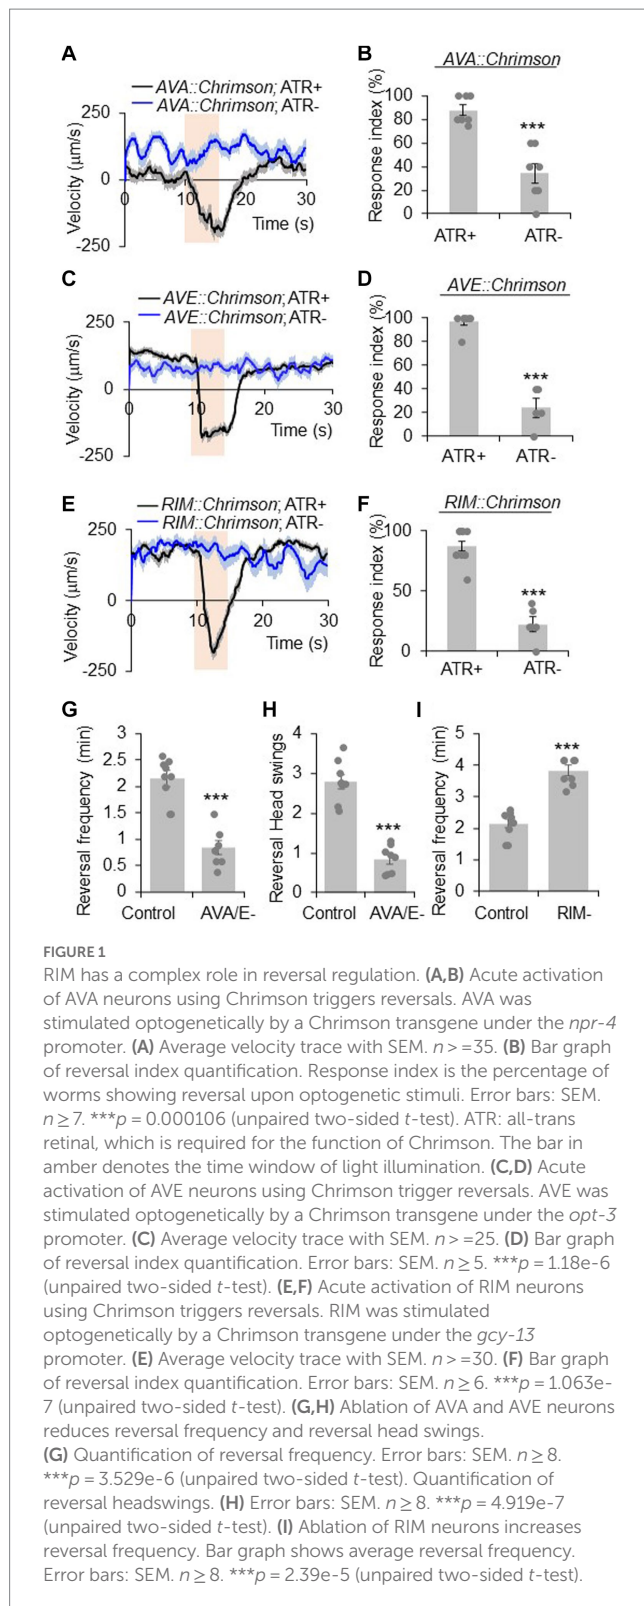 A
AVA::Chrimson; ATR+
AVA::Chrimson; ATR-
250
0
-250
Velocity (µm/s)
10
20
30
Time (s)
B
AVA::Chrimson
Response index (%)
100
80
60
40
20
0
***
ATR+
ATR-
C
AVE::Chrimson; ATR+
AVE::Chrimson; ATR-
250
0
-250
Velocity (µm/s)
0
10
20
30
Time (s)
D
AVE::Chrimson
Response index (%)
100
80
60
40
20
0
***
ATR+
ATR-
E
RIM::Chrimson; ATR+
RIM::Chrimson; ATR-
250
0
-250
Velocity (µm/s)
0
10
20
30
Time (s)
F
RIM::Chrimson
Response index (%)
100
50
0
***
ATR+
ATR-
G
Reversal frequency (min)
3
2.5
2
1.5
1
0.5
0
***
Control
AVA/E-
H
Reversal Head swings
4
3
2
1
0
***
Control
AVA/E-
I
Reversal frequency (min)
5
4
3
2
1
0
***
Control
RIM-
FIGURE 1
RIM has a complex role in reversal regulation. (A,B) Acute activation
of AVA neurons using Chrimson triggers reversals. AVA was
stimulated optogenetically by a Chrimson transgene under the npr-4
promoter. (A) Average velocity trace with SEM. n > =35. (B) Bar graph
of reversal index quantification. Response index is the percentage of
worms showing reversal upon optogenetic stimuli. Error bars: SEM.
n ≥ 7. ***p = 0.000106 (unpaired two-sided t-test). ATR: all-trans
retinal, which is required for the function of Chrimson. The bar in
amber denotes the time window of light illumination. (C,D) Acute
activation of AVE neurons using Chrimson trigger reversals. AVE was
stimulated optogenetically by a Chrimson transgene under the opt-3
promoter. (C) Average velocity trace with SEM. n > =25. (D) Bar graph
of reversal index quantification. Error bars: SEM. n ≥ 5. ***p = 1.18e-6
(unpaired two-sided t-test). (E,F) Acute activation of RIM neurons
using Chrimson triggers reversals. RIM was stimulated
optogenetically by a Chrimson transgene under the gcy-13
promoter. (E) Average velocity trace with SEM. n > =30. (F) Bar graph
of reversal index quantification. Error bars: SEM. n ≥ 6. ***p = 1.063e-
7 (unpaired two-sided t-test). (G,H) Ablation of AVA and AVE neurons
reduces reversal frequency and reversal head swings.
(G) Quantification of reversal frequency. Error bars: SEM. n ≥ 8.
***p = 3.529e-6 (unpaired two-sided t-test). Quantification of
reversal headswings. (H) Error bars: SEM. n ≥ 8. ***p = 4.919e-7
(unpaired two-sided t-test). (I) Ablation of RIM neurons increases
reversal frequency. Bar graph shows average reversal frequency.
Error bars: SEM. n ≥ 8. ***p = 2.39e-5 (unpaired two-sided t-test).